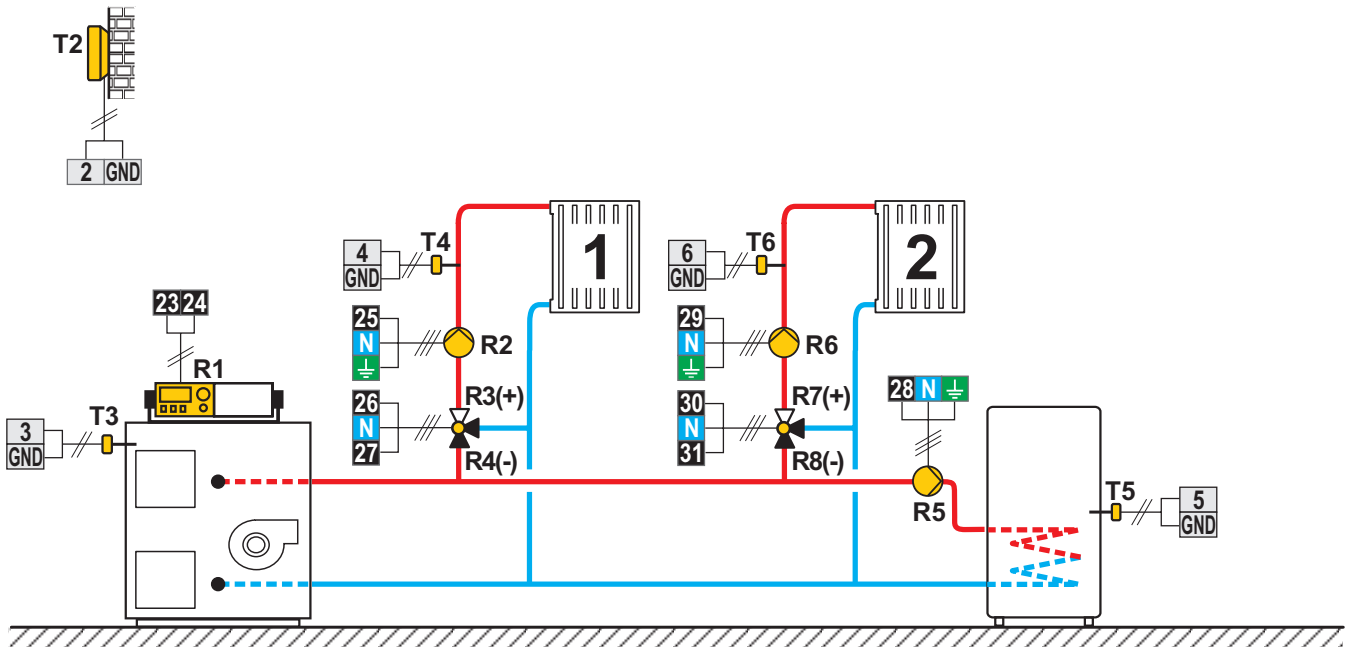 T2
2 GND
4
GND
T4
1
6
GND
T6
2
23 24
R1
25
N
R2
29
N
R6
26
N
27
R3(+)
R4(-)
30
N
31
R7(+)
R8(-)
28 N
R5
3
GND
T3
T5
5
GND